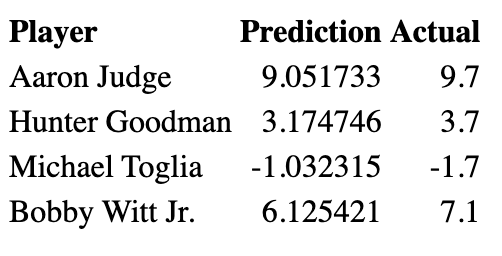 Player Prediction Actual
Aaron Judge 9.051733 9.7
Hunter Goodman 3.174746 3.7
Michael Toglia -1.032315 -1.7
Bobby Witt Jr. 6.125421 7.1